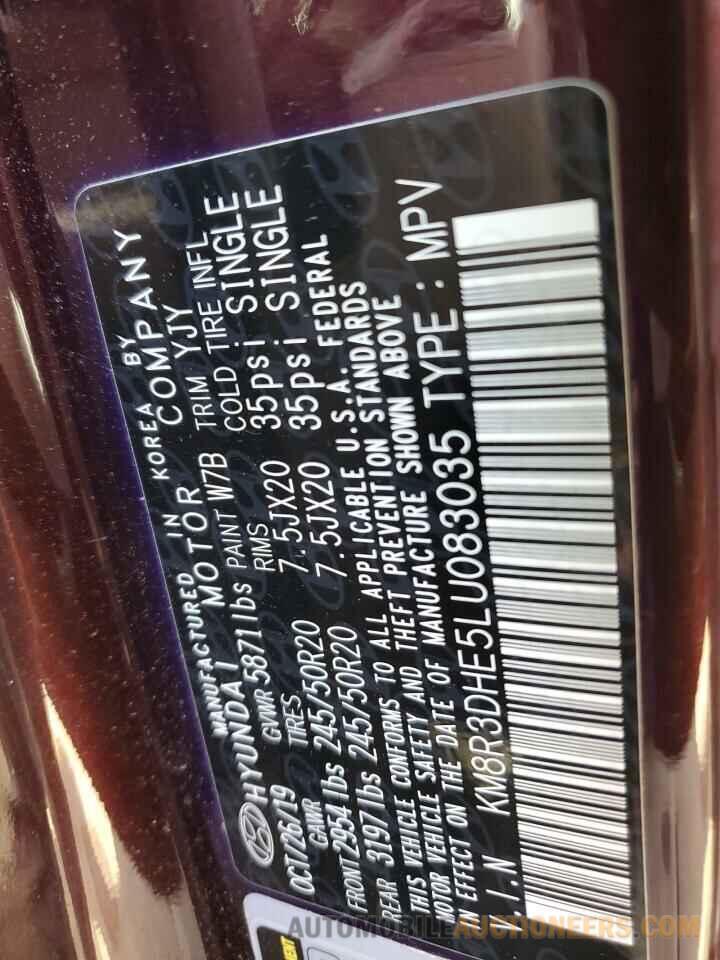 MANUFACTURED IN KOREA BY
HYUNDAI MOTOR COMPANY
OCT/26/19 GVWR 5871lbs PAINT W7B TRIM YJY
GAWR TIRES RIMS COLD TIRE INFL
FRONT 2954lbs 245/50R20 7.5JX20 35psi SINGLE
REAR 3197lbs 245/50R20 7.5JX20 35psi SINGLE
THIS VEHICLE CONFORMS TO ALL APPLICABLE U.S.A. FEDERAL
MOTOR VEHICLE SAFETY AND THEFT PREVENTION STANDARDS
EFFECT ON THE DATE OF MANUFACTURE SHOWN ABOVE
I.N KM8R3DHE5LU083035 TYPE : MPV
AUTOMOBILEAUCTIONEERS.COM